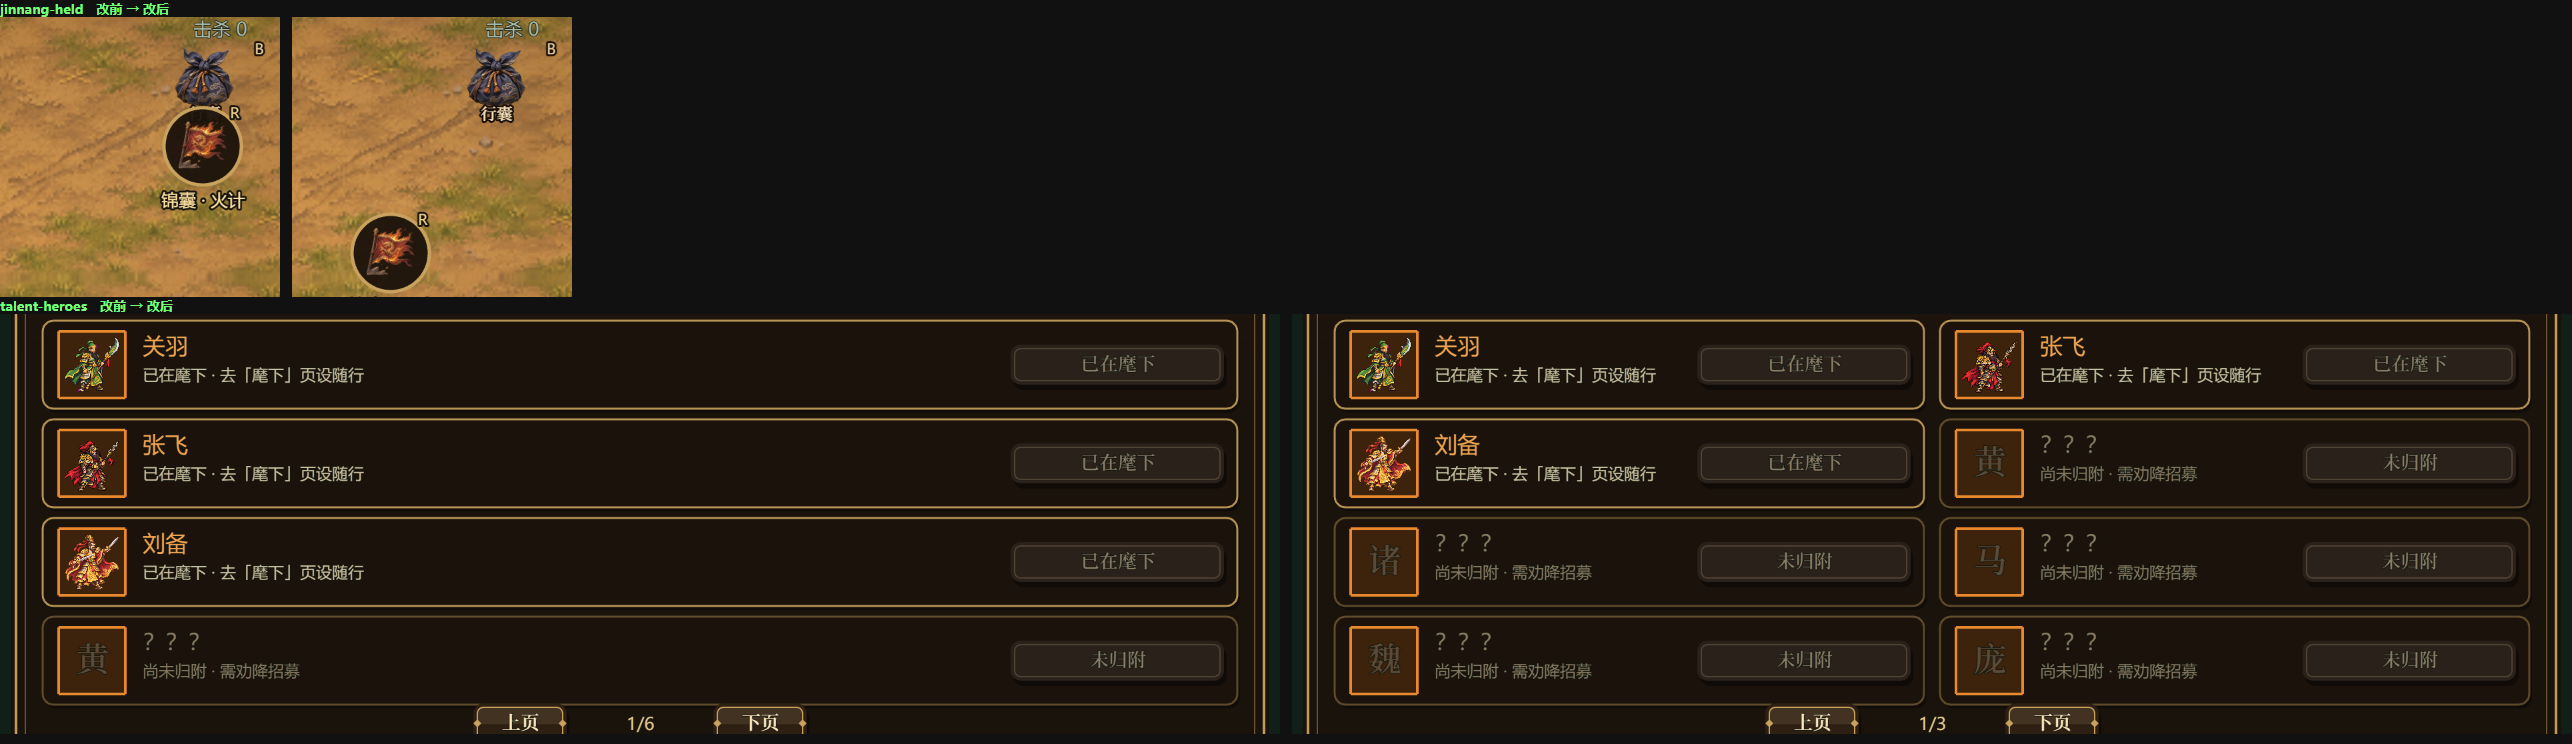 jinnang-held 改前 → 改后
击杀 0
B
R
锦囊 · 火计
击杀 0
B
行囊
R
talent-heroes 改前 → 改后
关羽
已在麾下 · 去「麾下」页设随行
已在麾下
张飞
已在麾下 · 去「麾下」页设随行
已在麾下
刘备
已在麾下 · 去「麾下」页设随行
已在麾下
黄
？？？
尚未归附 · 需劝降招募
未归附
上页
1/6
下页
关羽
已在麾下 · 去「麾下」页设随行
已在麾下
张飞
已在麾下 · 去「麾下」页设随行
已在麾下
刘备
已在麾下 · 去「麾下」页设随行
已在麾下
黄
？？？
尚未归附 · 需劝降招募
未归附
诸
？？？
尚未归附 · 需劝降招募
未归附
马
？？？
尚未归附 · 需劝降招募
未归附
魏
？？？
尚未归附 · 需劝降招募
未归附
庞
？？？
尚未归附 · 需劝降招募
未归附
上页
1/3
下页